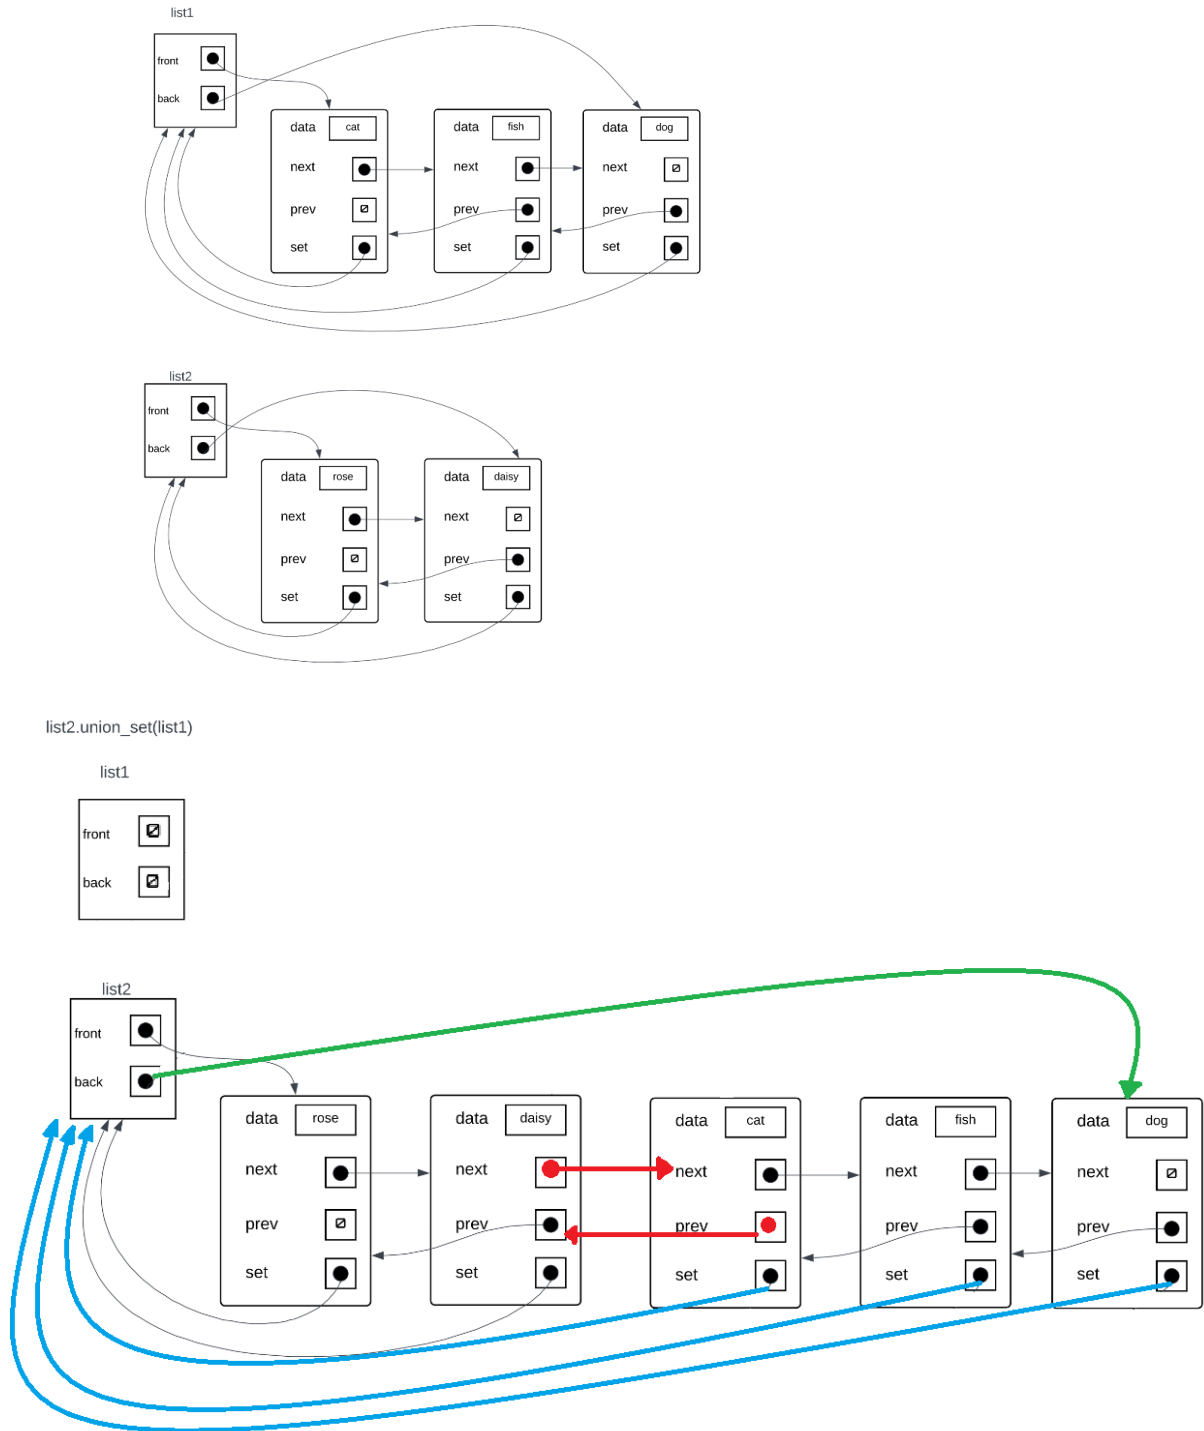 list1
front
back
data cat
next
prev
set
data fish
next
prev
set
data dog
next
prev
set
list2
front
back
data rose
next
prev
set
data daisy
next
prev
set
list2.union_set(list1)
list1
front
back
list2
front
back
data rose
next
prev
set
data daisy
next
prev
set
data cat
next
prev
set
data fish
next
prev
set
data dog
next
prev
set